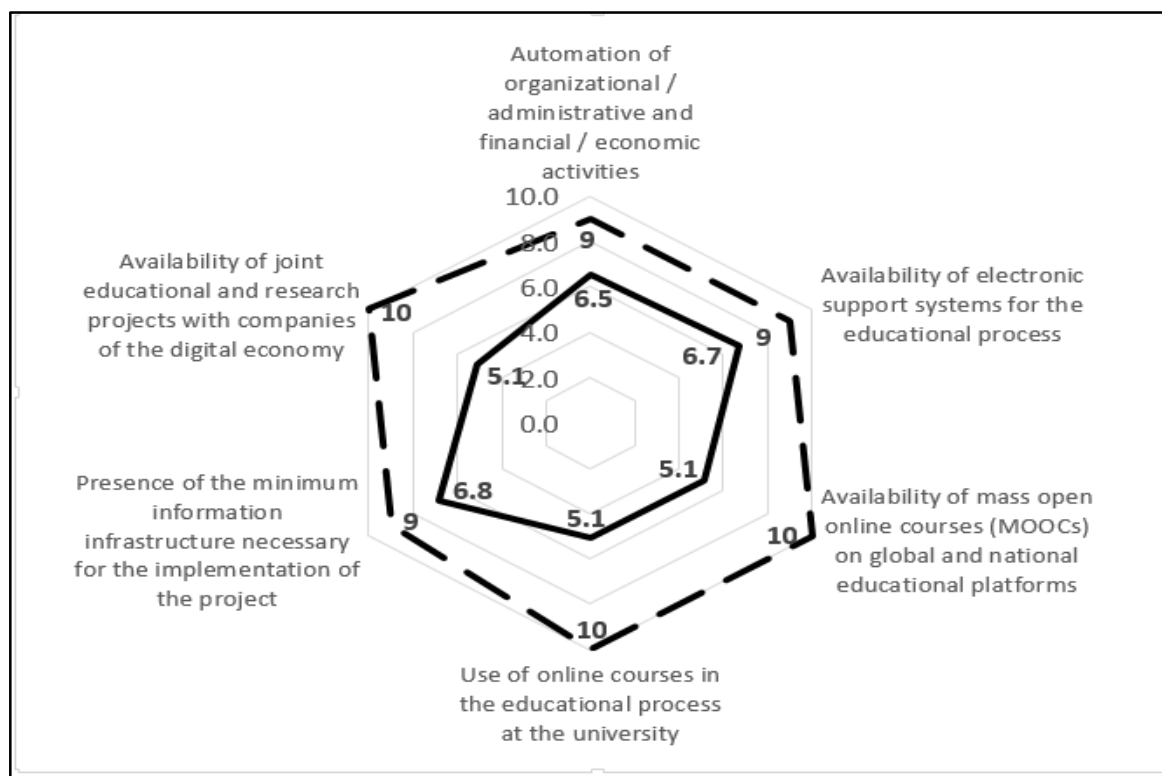 Automation of
organizational /
administrative and
financial / economic
activities
10.0
8.0
6.0
4.0
2.0
0.0
9
6.5
Availability of electronic
support systems for the
educational process
9
6.7
Availability of mass open
online courses (MOOCs)
on global and national
educational platforms
10
5.1
Use of online courses in
the educational process
at the university
10
5.1
Presence of the minimum
information
infrastructure necessary
for the implementation of
the project
9
6.8
Availability of joint
educational and research
projects with companies
of the digital economy
10
5.1